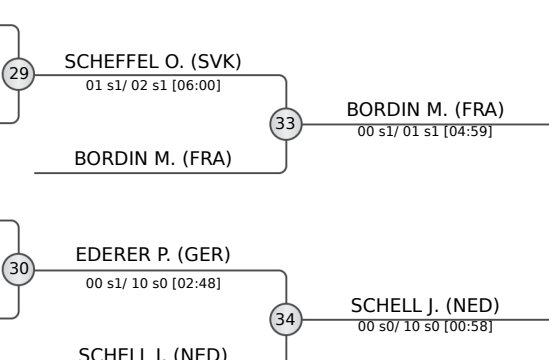 SCHEFFEL O. (SVK)
29
01 s1/ 02 s1 [06:00]
BORDIN M. (FRA)
33
00 s1/ 01 s1 [04:59]
BORDIN M. (FRA)
EDERER P. (GER)
30
00 s1/ 10 s0 [02:48]
SCHELL J. (NED)
34
00 s0/ 10 s0 [00:58]
SCHELL J. (NED)